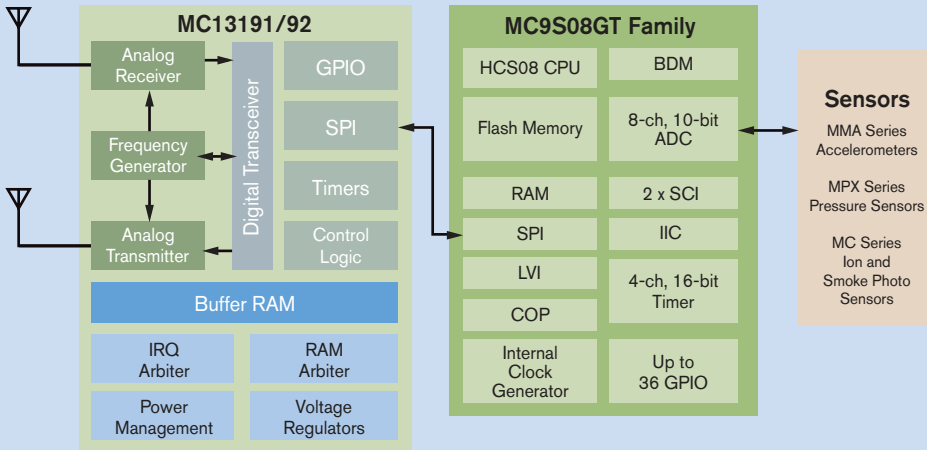 MC13191/92
Analog
Receiver
Frequency
Generator
Analog
Transmitter
Digital Transceiver
GPIO
SPI
Timers
Control
Logic
Buffer RAM
IRQ
Arbiter
RAM
Arbiter
Power
Management
Voltage
Regulators
MC9S08GT Family
HCS08 CPU
BDM
Flash Memory
8-ch, 10-bit
ADC
RAM
2 x SCI
SPI
IIC
LVI
4-ch, 16-bit
Timer
COP
Internal
Clock
Generator
Up to
36 GPIO
Sensors
MMA Series
Accelerometers
MPX Series
Pressure Sensors
MC Series
Ion and
Smoke Photo
Sensors